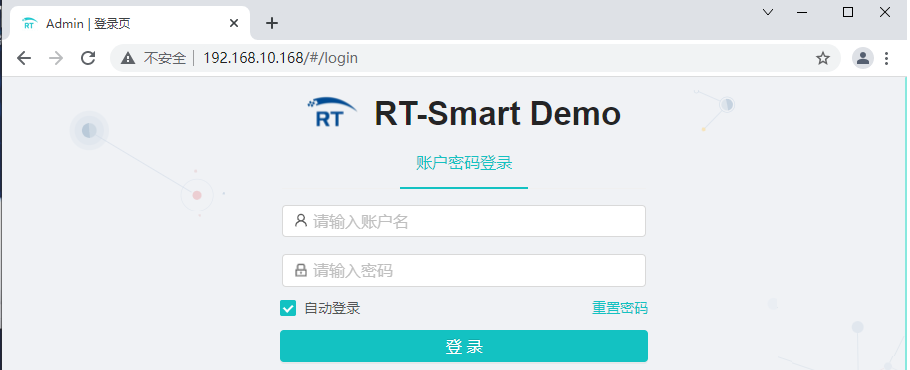 RT Admin | 登录页
不安全 192.168.10.168/#/login
RT RT-Smart Demo
账户密码登录
请输入账户名
请输入密码
自动登录 重置密码
登录